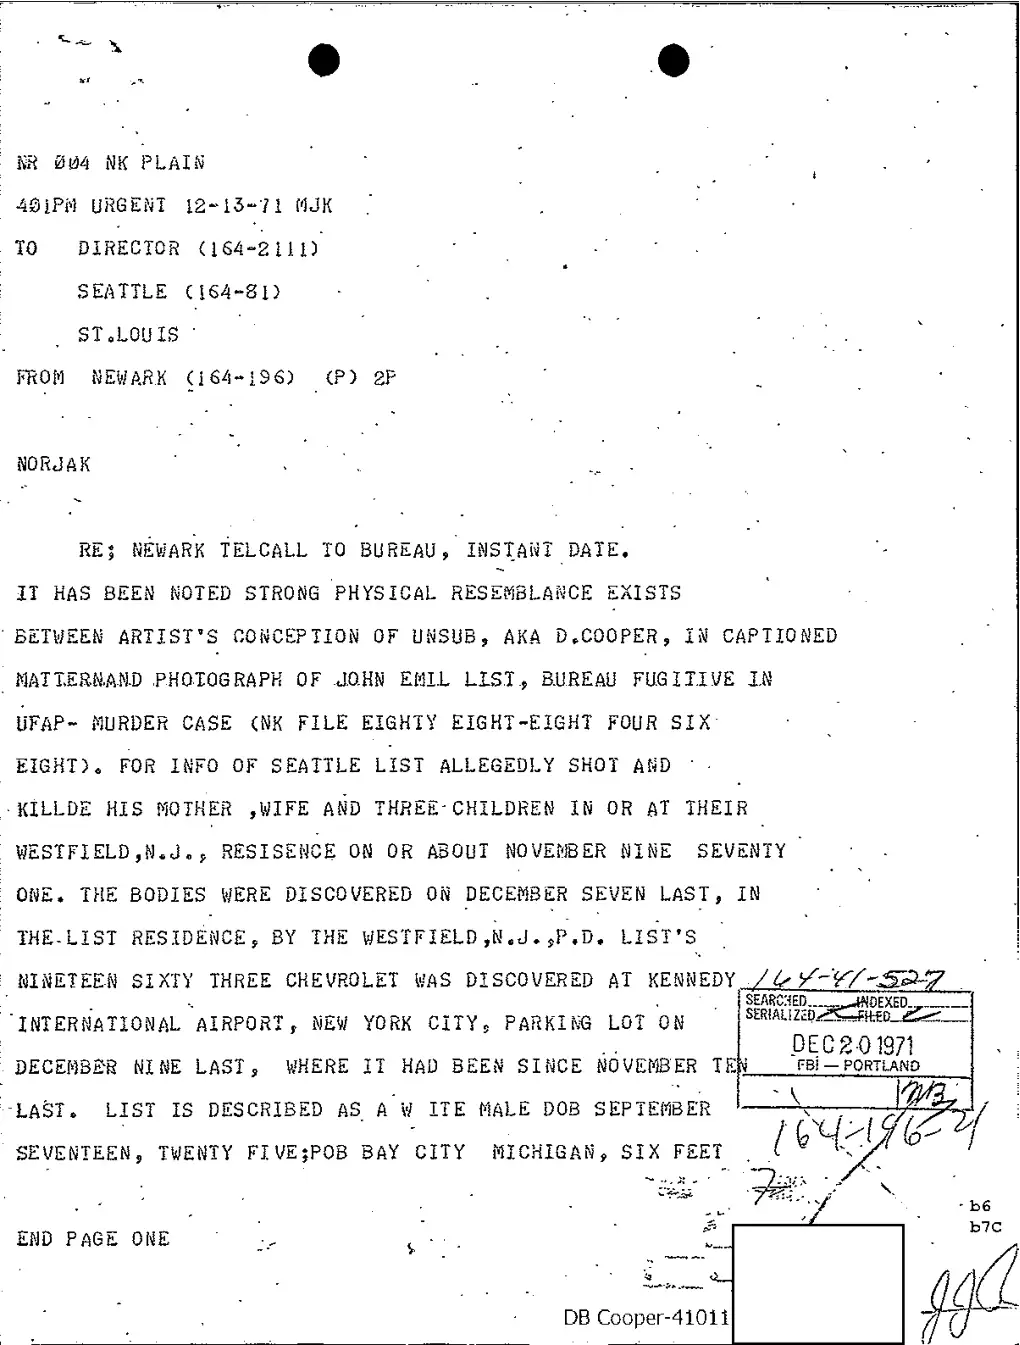 NR 004 NK PLAIN
401PM URGENT 12-13-71 MJK
TO DIRECTOR (164-2111)
SEATTLE (164-81)
ST.LOUIS
FROM NEWARK (164-196) (P) 2P
NORJAK
RE; NEWARK TELCALL TO BUREAU, INSTANT DATE.
IT HAS BEEN NOTED STRONG PHYSICAL RESEMBLANCE EXISTS
BETWEEN ARTIST'S CONCEPTION OF UNSUB, AKA D.COOPER, IN CAPTIONED
MATTERNAND PHOTOGRAPH OF JOHN EMIL LIST, BUREAU FUGITIVE IN
UFAP- MURDER CASE (NK FILE EIGHTY EIGHT-EIGHT FOUR SIX
EIGHT). FOR INFO OF SEATTLE LIST ALLEGEDLY SHOT AND
KILLDE HIS MOTHER ,WIFE AND THREE CHILDREN IN OR AT THEIR
WESTFIELD,N.J., RESISENCE ON OR ABOUT NOVEMBER NINE SEVENTY
ONE. THE BODIES WERE DISCOVERED ON DECEMBER SEVEN LAST, IN
THE LIST RESIDENCE, BY THE WESTFIELD,N.J.,P.D. LIST'S
NINETEEN SIXTY THREE CHEVROLET WAS DISCOVERED AT KENNEDY
INTERNATIONAL AIRPORT, NEW YORK CITY, PARKING LOT ON
DECEMBER NINE LAST, WHERE IT HAD BEEN SINCE NOVEMBER TEN
LAST. LIST IS DESCRIBED AS A W ITE MALE DOB SEPTEMBER
SEVENTEEN, TWENTY FIVE;POB BAY CITY MICHIGAN, SIX FEET
END PAGE ONE
164-41-527
SEARCHED INDEXED
SERIALIZED FILED
DEC 20 1971
FBI — PORTLAND
164-196-21
b6
b7C
DB Cooper-41011